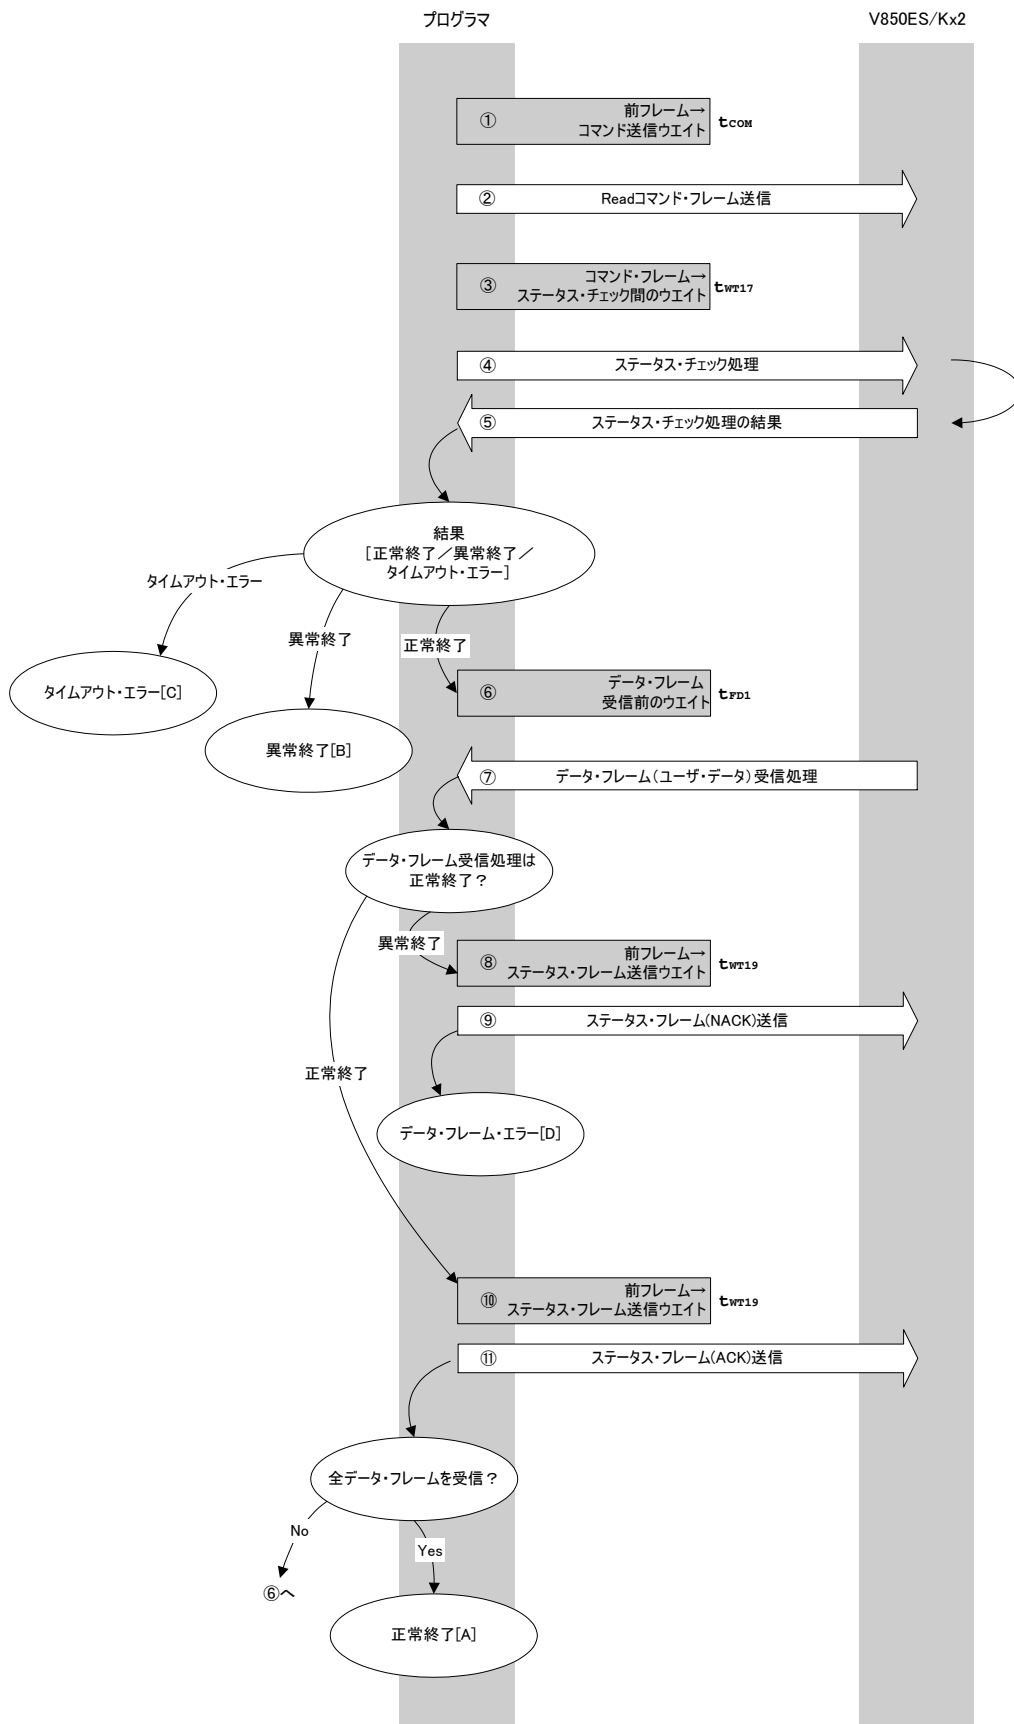 プログラマ
V850ES/Kx2
①
前フレーム→
コマンド送信ウエイト
tCOM
②
Readコマンド・フレーム送信
③
コマンド・フレーム→
ステータス・チェック間のウエイト
tWT17
④
ステータス・チェック処理
⑤
ステータス・チェック処理の結果
結果
[正常終了／異常終了／
タイムアウト・エラー]
タイムアウト・エラー
異常終了
正常終了
タイムアウト・エラー[C]
異常終了[B]
⑥
データ・フレーム
受信前のウエイト
tFD1
⑦
データ・フレーム（ユーザ・データ）受信処理
データ・フレーム受信処理は
正常終了？
異常終了
⑧
前フレーム→
ステータス・フレーム送信ウエイト
tWT19
⑨
ステータス・フレーム(NACK)送信
正常終了
データ・フレーム・エラー[D]
⑩
前フレーム→
ステータス・フレーム送信ウエイト
tWT19
⑪
ステータス・フレーム(ACK)送信
全データ・フレームを受信？
No
Yes
⑥へ
正常終了[A]